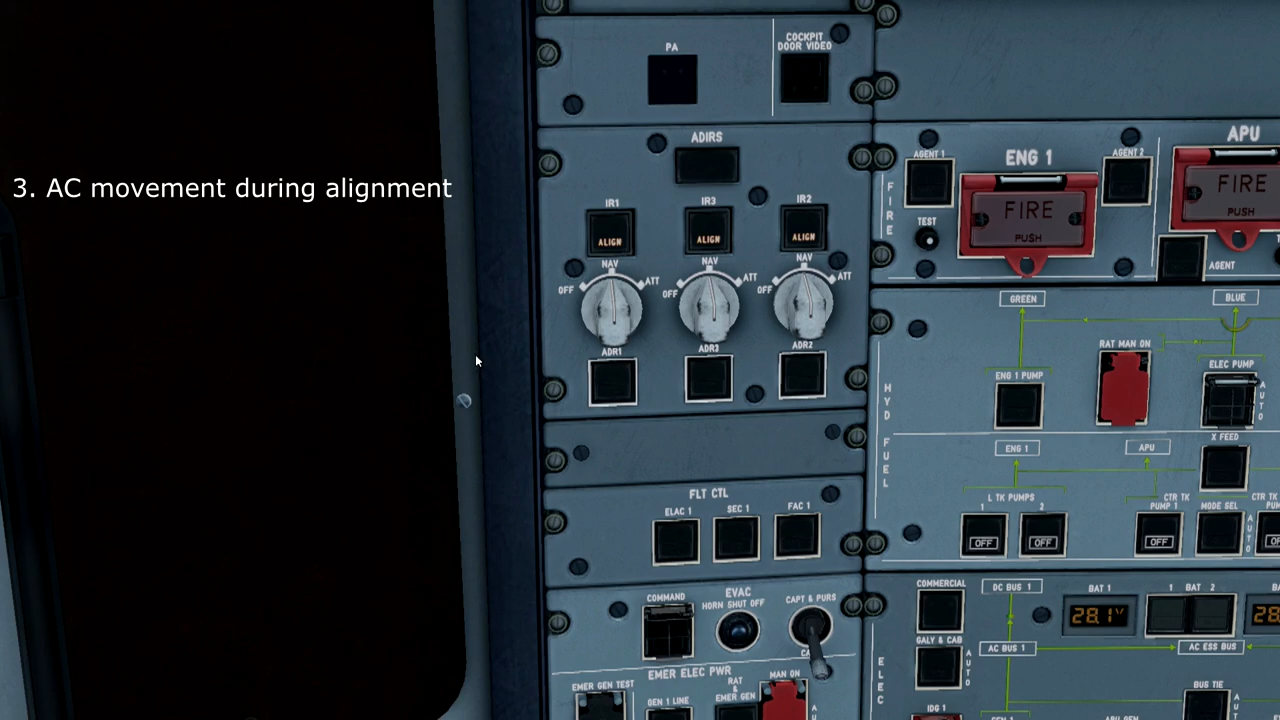 3. AC movement during alignment
PA
COCKPIT
DOOR VIDEO
ADIRS
IR1
IR3
IR2
ALIGN
ALIGN
ALIGN
NAV
NAV
NAV
OFF
ATT
OFF
ATT
OFF
ATT
ADR1
ADR3
ADR2
FLT CTL
ELAC 1
SEC 1
FAC 1
EVAC
COMMAND
HORN SHUT OFF
CAPT & PURS
EMER ELEC PWR
EMER GEN TEST
GEN 1 LINE
RAT
&
EMER GEN
MAN ON
ENG 1
APU
AGENT 1
AGENT 2
FIRE
TEST
FIRE
PUSH
FIRE
PUSH
AGENT
GREEN
BLUE
RAT MAN ON
ENG 1 PUMP
ELEC PUMP
AUTO
HYD
FUEL
ENG 1
APU
X FEED
L TK PUMPS
1
2
CTR TK
PUMP 1
MODE SEL
CTR TK
OFF
OFF
OFF
AUTO
COMMERCIAL
DC BUS 1
BAT 1
1
BAT
2
28.1V
28
GALY & CAB
AUTO
AC BUS 1
AC ESS BUS
ELEC
BUS TIE
IDG 1